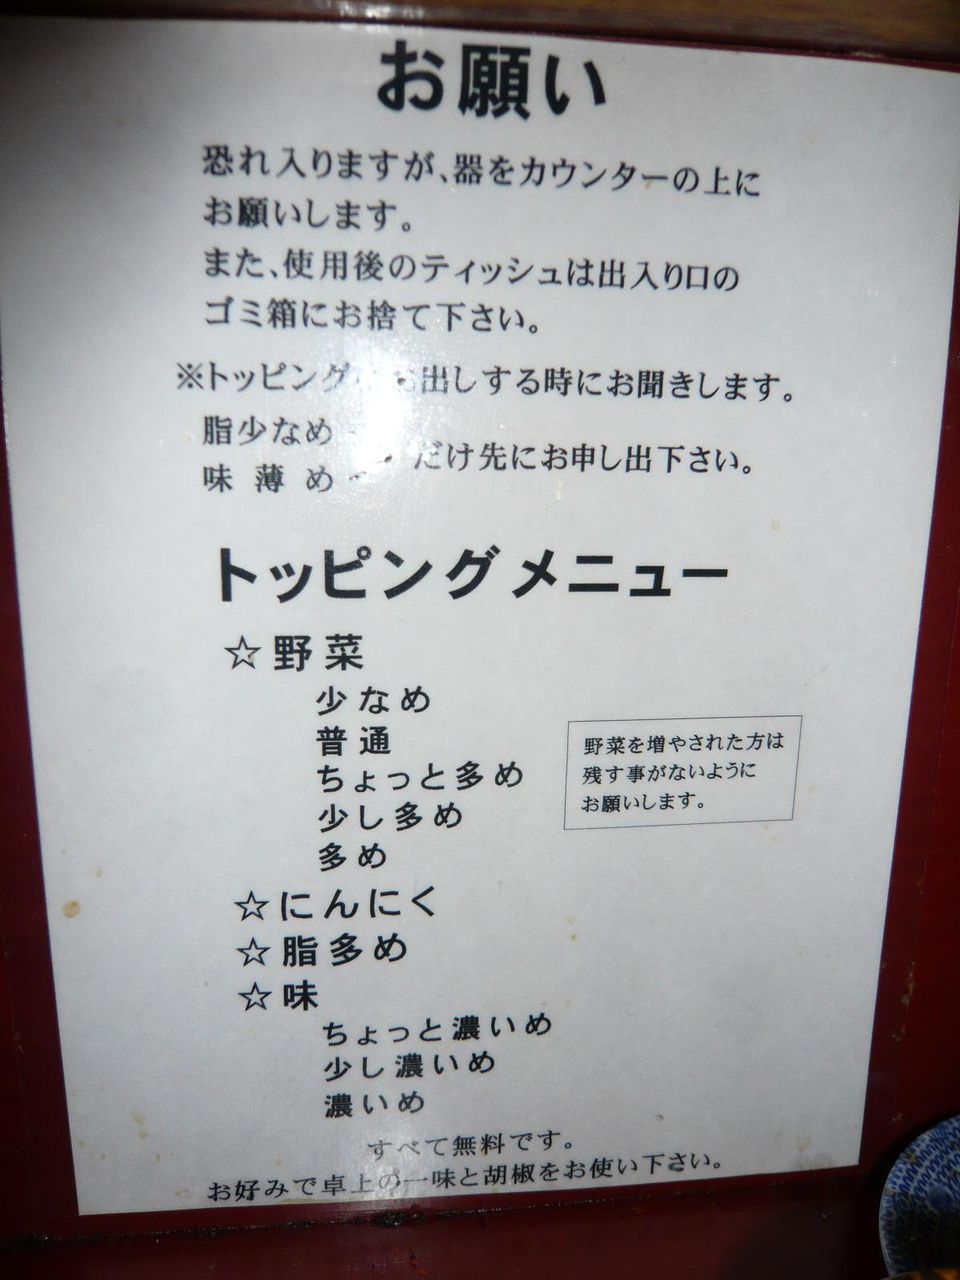 お願い
恐れ入りますが、器をカウンターの上に
お願いします。
また、使用後のティッシュは出入り口の
ゴミ箱にお捨て下さい。
※トッピング お出しする時にお聞きします。
脂少なめ
味薄め
だけ先にお申し出下さい。
トッピングメニュー
☆野菜
少なめ
普通
ちょっと多め
少し多め
多め
野菜を増やされた方は
残す事がないように
お願いします。
☆にんにく
☆脂多め
☆味
ちょっと濃いめ
少し濃いめ
濃いめ
すべて無料です。
お好みで卓上の一味と胡椒をお使い下さい。